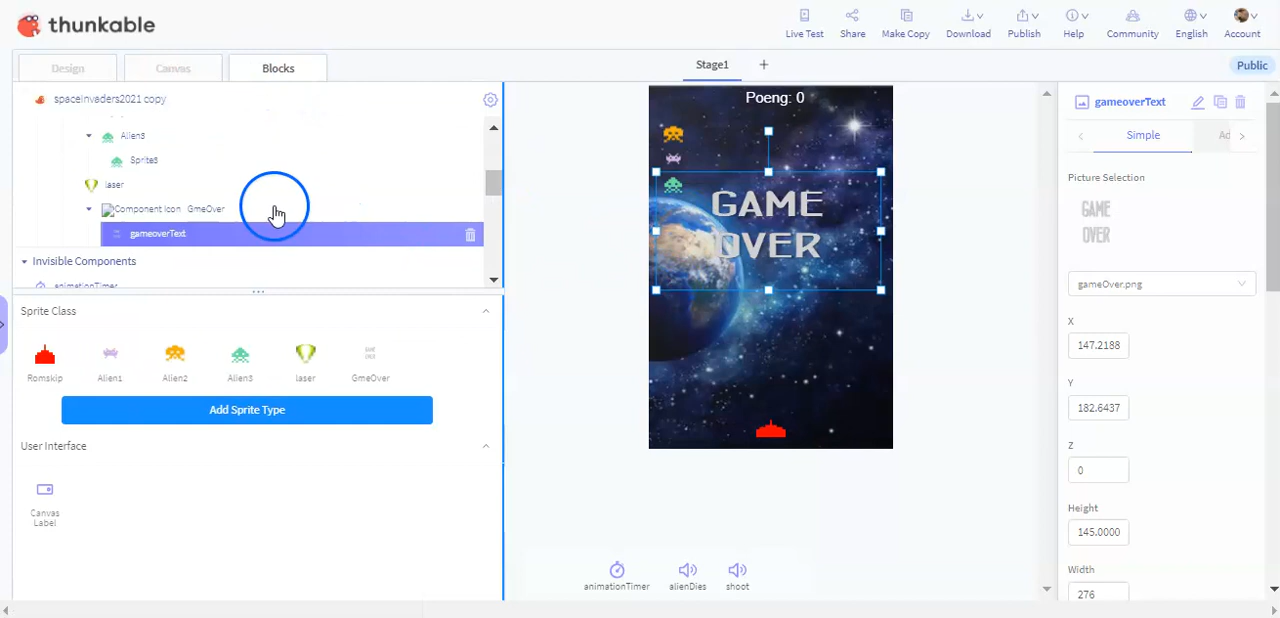 thunkable
Live Test
Share
Make Copy
Download
Publish
Help
Community
English
Account
Design
Canvas
Blocks
Stage1
Public
spaceinvaders2021 copy
Alien3
Sprite3
laser
Component Icon GmeOver
gameoverText
Invisible Components
animationTimer
Sprite Class
Romskip
Alien1
Alien2
Alien3
laser
GmeOver
Add Sprite Type
User Interface
Canvas
Label
Poeng: 0
GAME
OVER
animationTimer
alienDies
shoot
gameoverText
Simple
Ad
Picture Selection
GAME
OVER
gameOver.png
X
147.2188
Y
182.6437
Z
0
Height
145.0000
Width
276